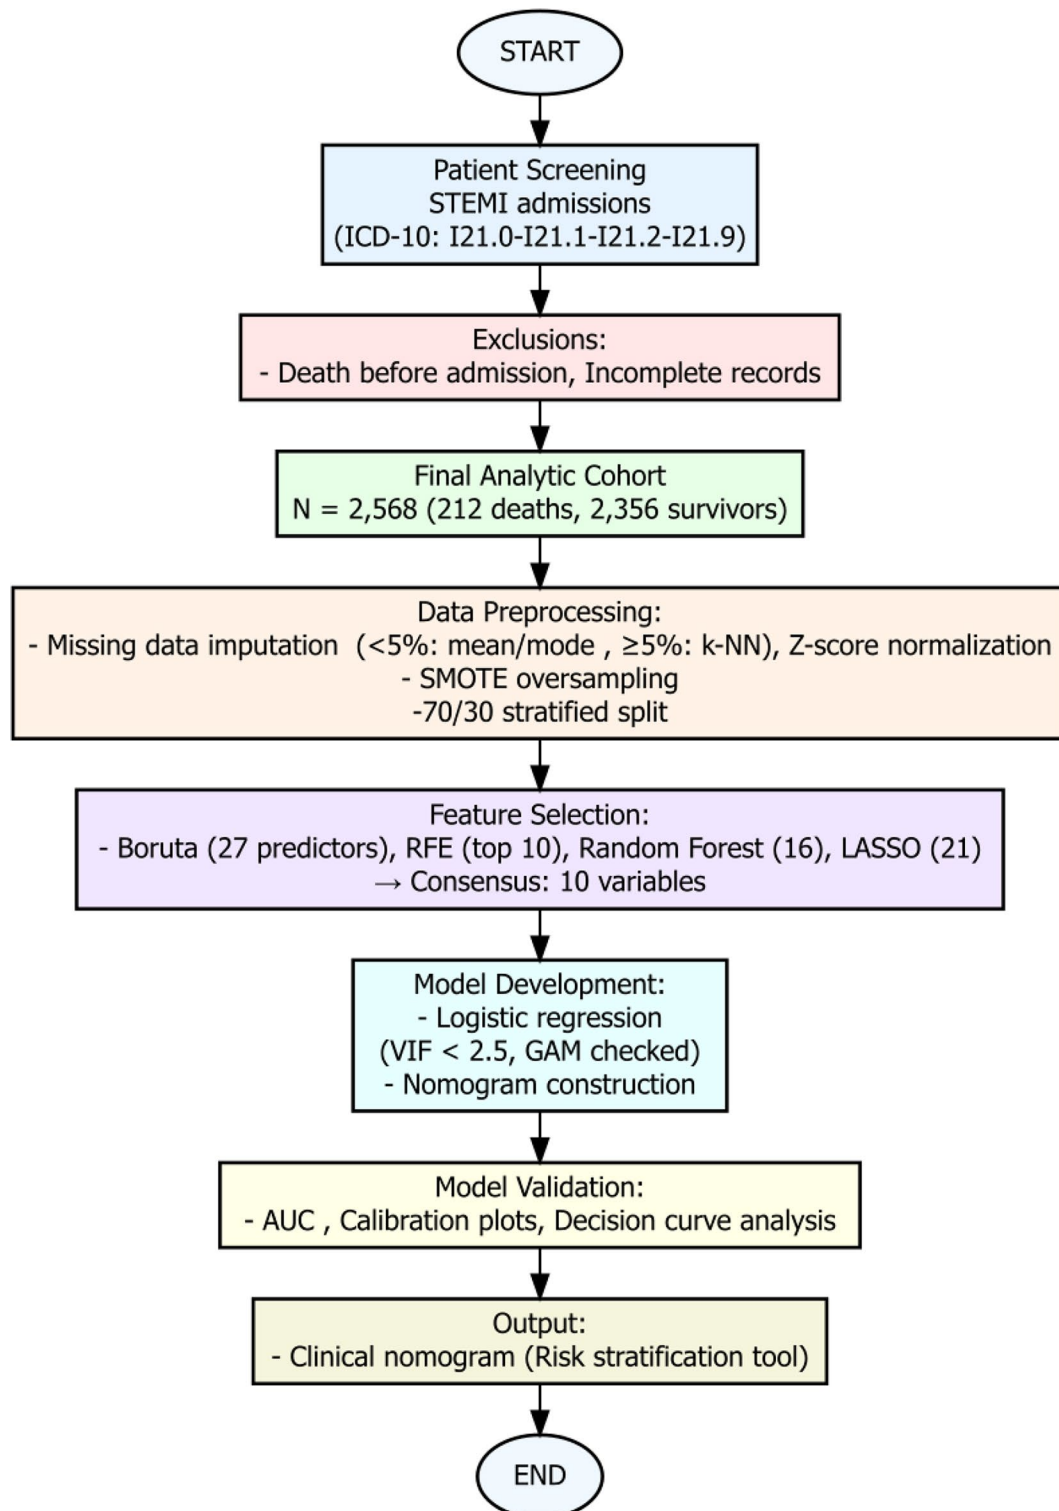 START
Patient Screening
STEMI admissions
(ICD-10: I21.0-I21.1-I21.2-I21.9)
Exclusions:
- Death before admission, Incomplete records
Final Analytic Cohort
N = 2,568 (212 deaths, 2,356 survivors)
Data Preprocessing:
- Missing data imputation  (<5%: mean/mode , ≥5%: k-NN), Z-score normalization
- SMOTE oversampling
-70/30 stratified split
Feature Selection:
- Boruta (27 predictors), RFE (top 10), Random Forest (16), LASSO (21)
→ Consensus: 10 variables
Model Development:
- Logistic regression
(VIF < 2.5, GAM checked)
- Nomogram construction
Model Validation:
- AUC , Calibration plots, Decision curve analysis
Output:
- Clinical nomogram (Risk stratification tool)
END